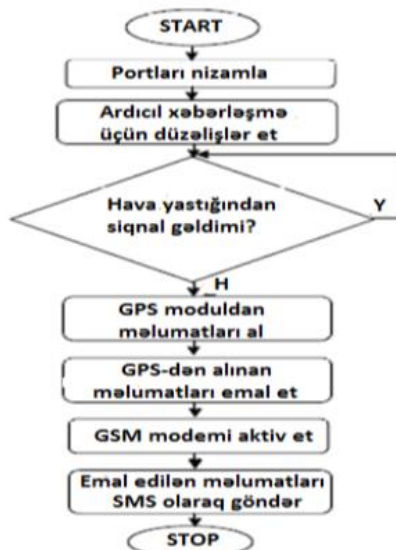 START
Portları nizamla
Ardıcıl xəbərləşmə
üçün düzəlişlər et
Hava yastığından
siqnal gəldimi?
Y
H
GPS moduldan
məlumatları al
GPS-dən alınan
məlumatları emal et
GSM modemi aktiv et
Emal edilən məlumatları
SMS olaraq göndər
STOP